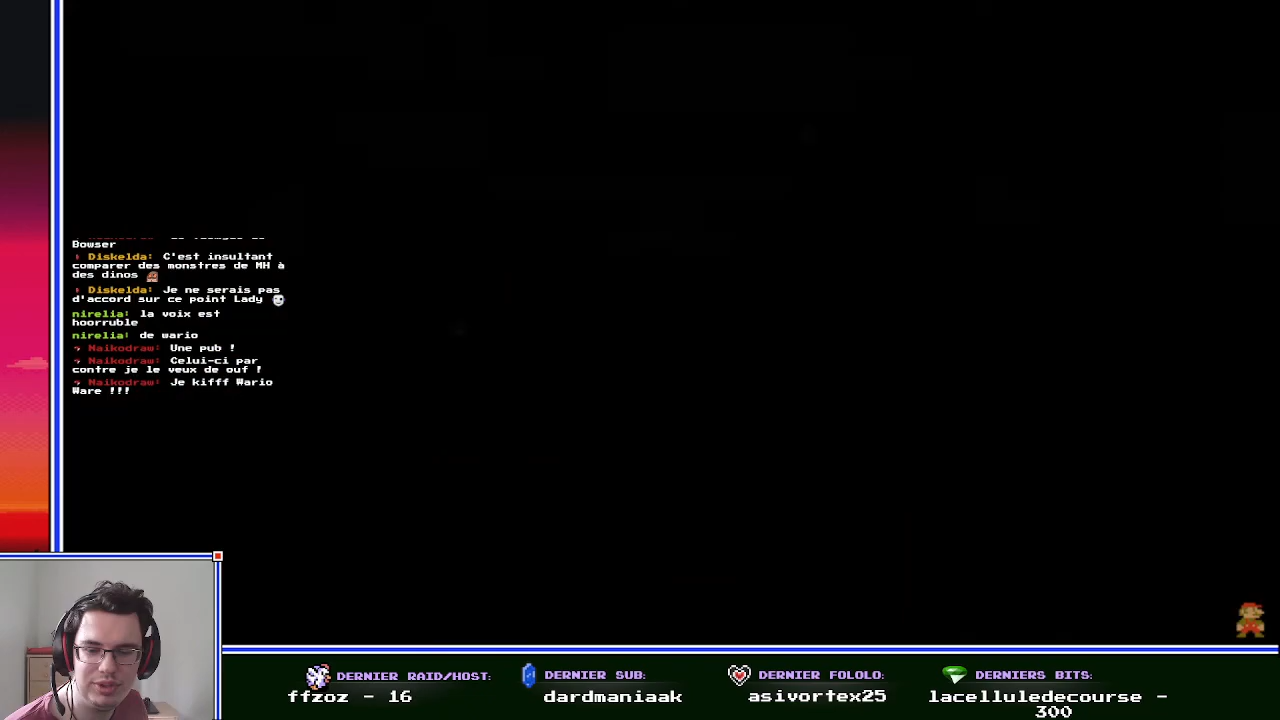 Bowser
Diskelda: C'est insultant
comparer des monstres de MH à
des dinos
Diskelda: Je ne serais pas
d'accord sur ce point Lady
nirelia: la voix est
hoorruble
nirelia: de wario
Naikodraw: Une pub !
Naikodraw: Celui-ci par
contre je le veux de ouf !
Naikodraw: Je kifff Wario
Ware !!!
DERNIER RAID/HOST:
ffzoz - 16
DERNIER SUB:
dardmaniaak
DERNIER FOLOLO:
asivortex25
DERNIERS BITS:
lacelluledecourse -
300